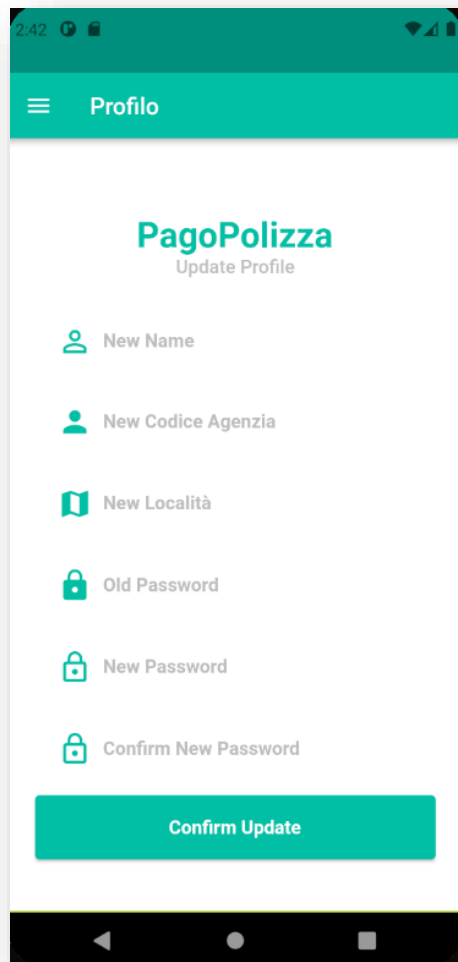 2:42
Profilo
PagoPolizza
Update Profile
New Name
New Codice Agenzia
New Località
Old Password
New Password
Confirm New Password
Confirm Update